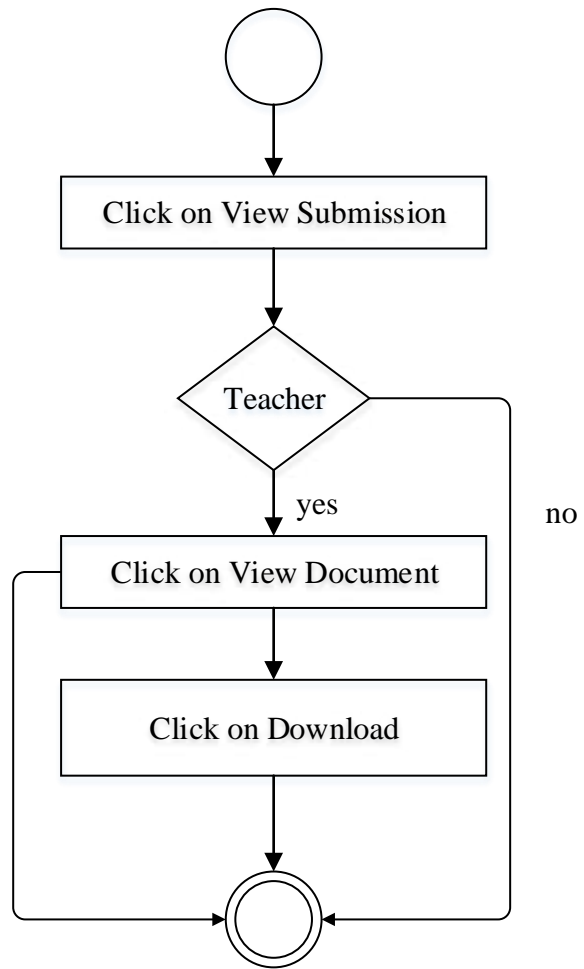 Click on View Submission
Teacher
yes
no
Click on View Document
Click on Download